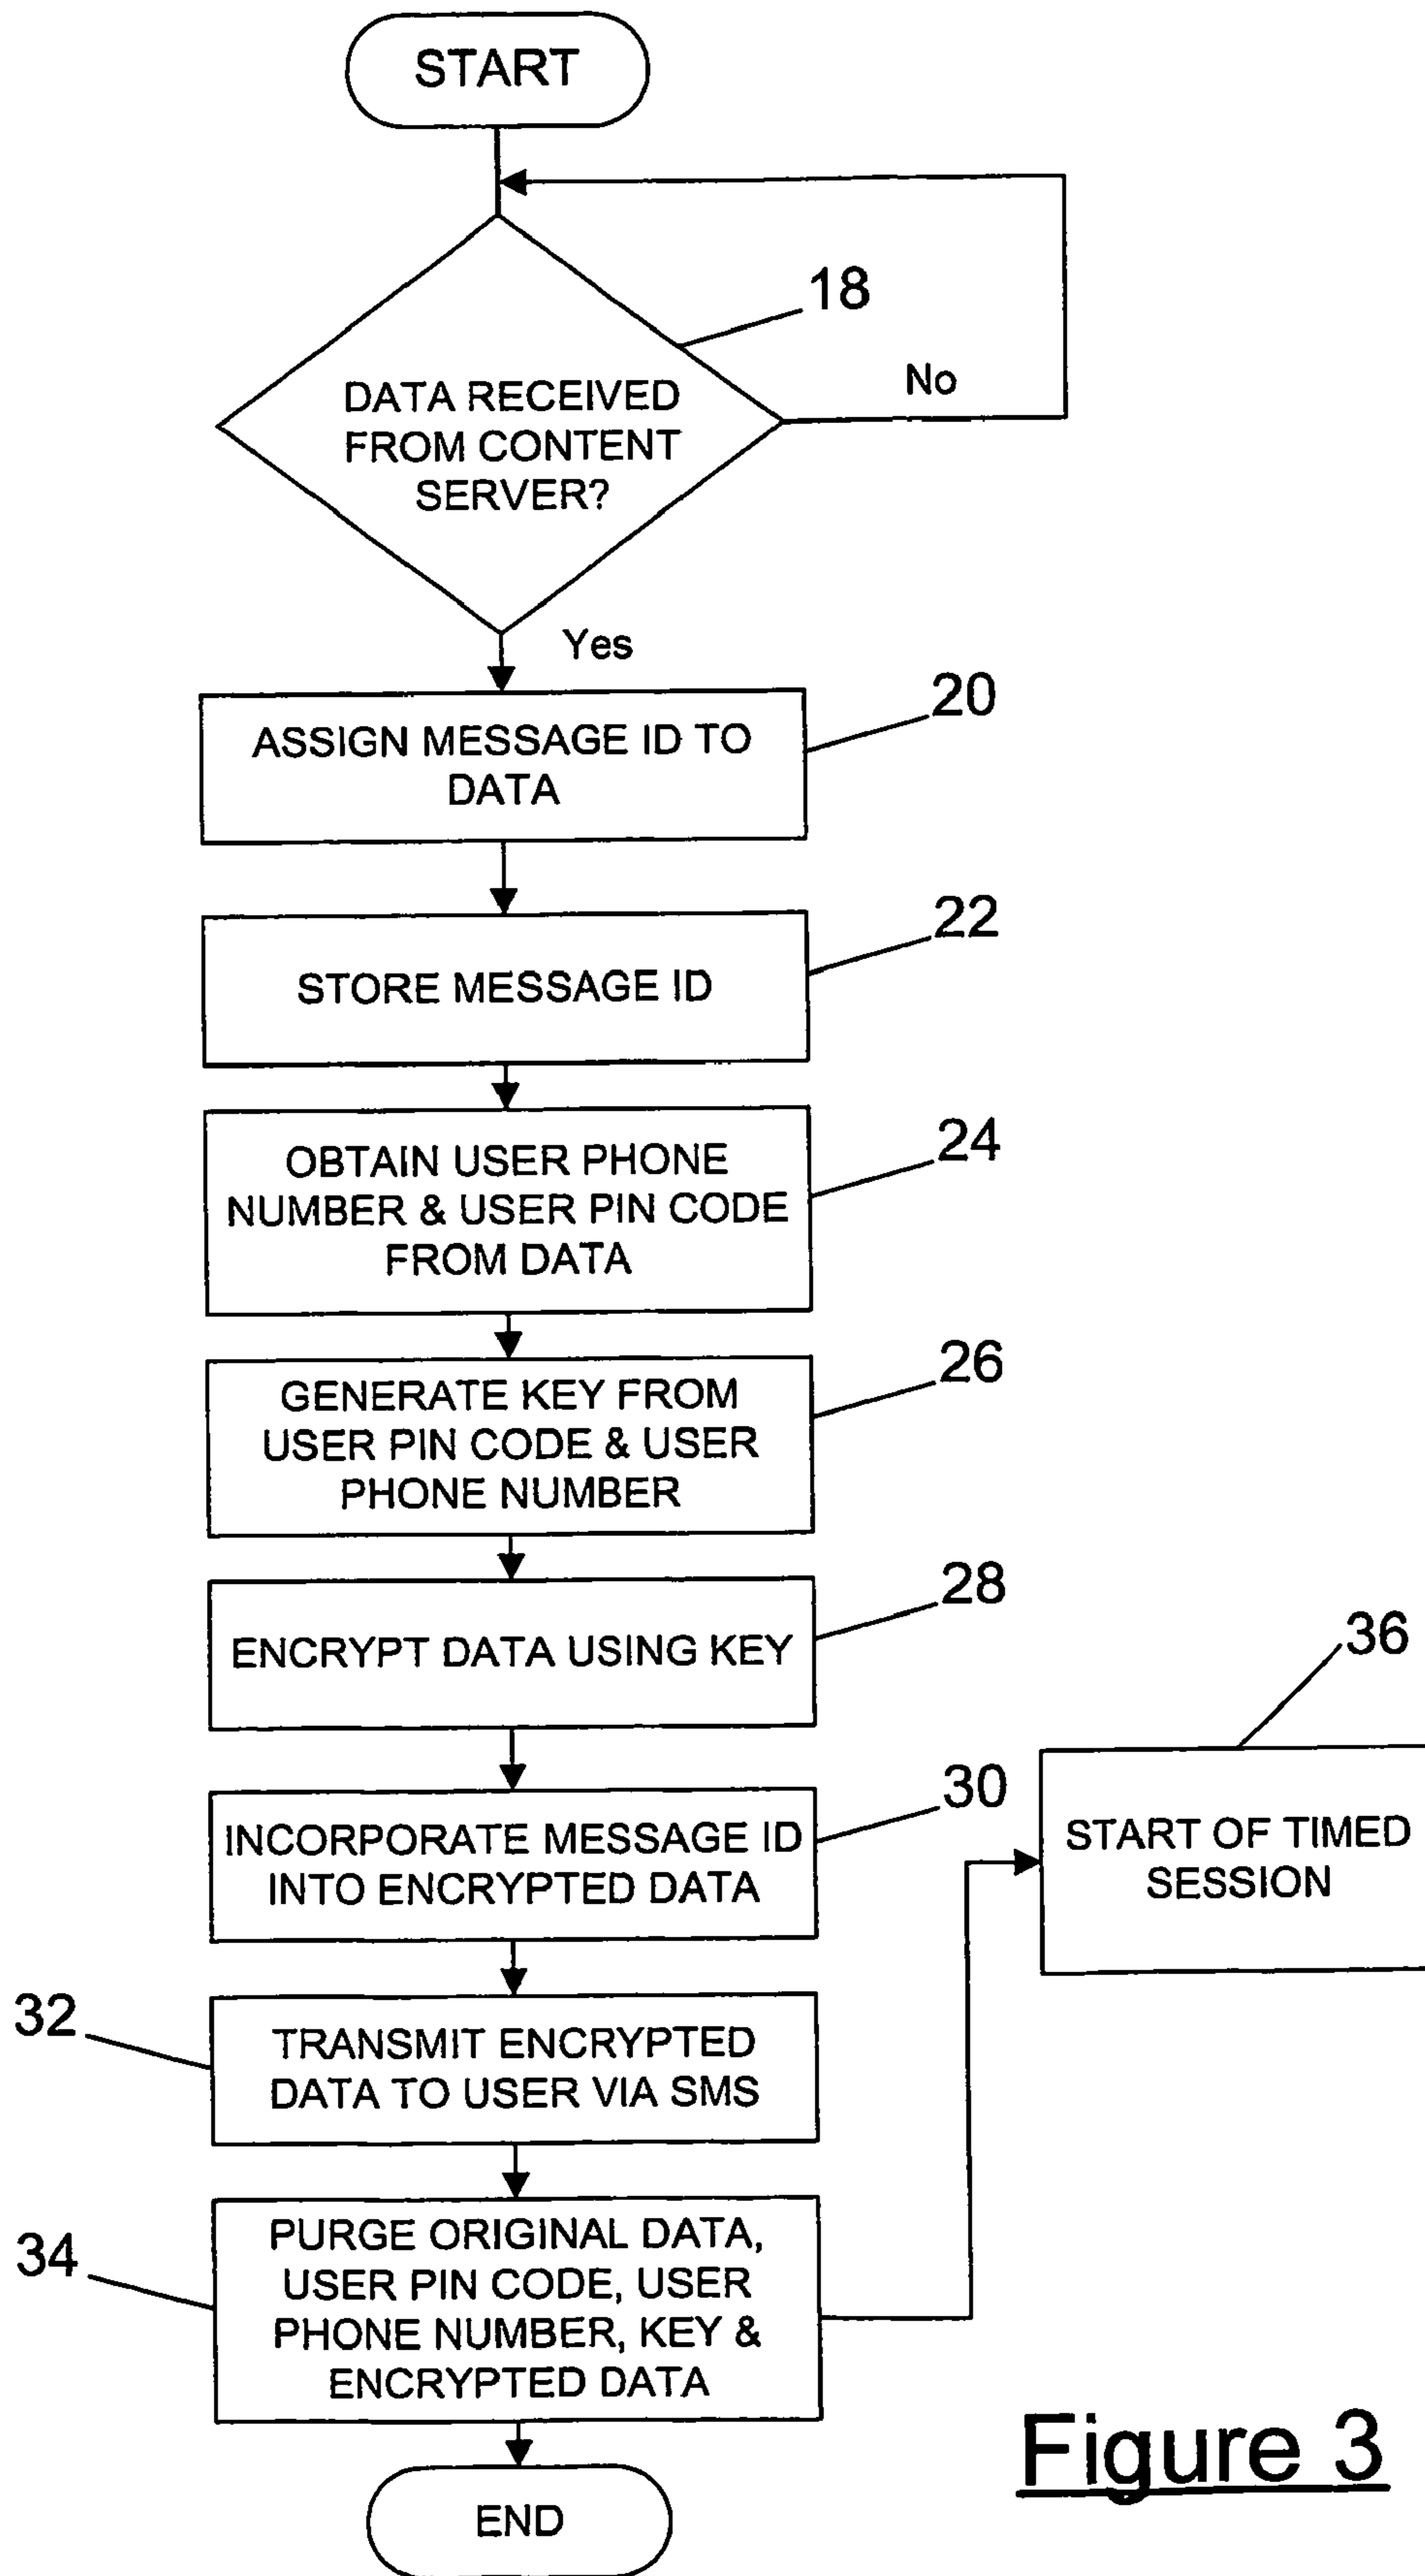 START
18
DATA RECEIVED
FROM CONTENT
SERVER?
No
Yes
20
ASSIGN MESSAGE ID TO
DATA
22
STORE MESSAGE ID
24
OBTAIN USER PHONE
NUMBER & USER PIN CODE
FROM DATA
26
GENERATE KEY FROM
USER PIN CODE & USER
PHONE NUMBER
28
ENCRYPT DATA USING KEY
36
START OF TIMED
SESSION
30
INCORPORATE MESSAGE ID
INTO ENCRYPTED DATA
32
TRANSMIT ENCRYPTED
DATA TO USER VIA SMS
34
PURGE ORIGINAL DATA,
USER PIN CODE, USER
PHONE NUMBER, KEY &
ENCRYPTED DATA
END
Figure 3